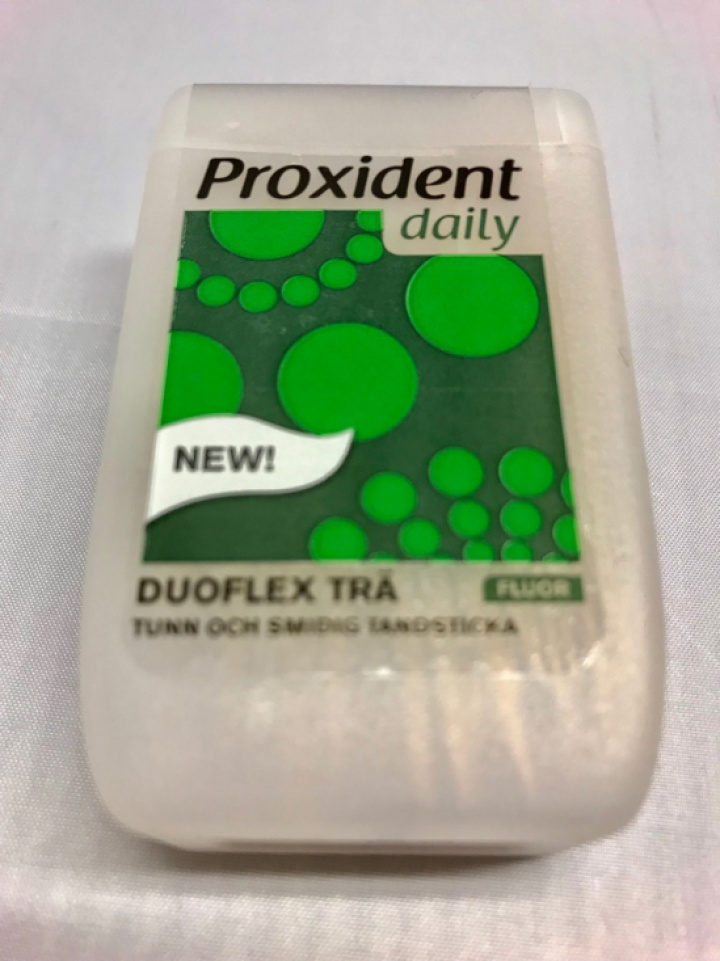 Proxident
daily
NEW!
DUOFLEX TRÄ
FLUOR
TUNN OCH SMIDIG TANDSTICKA